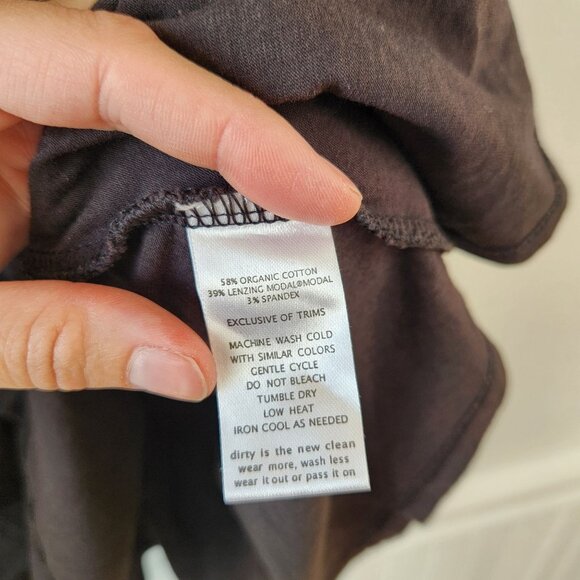 58% ORGANIC COTTON
39% LENZING MODAL®MODAL
3% SPANDEX
EXCLUSIVE OF TRIMS
MACHINE WASH COLD
WITH SIMILAR COLORS
GENTLE CYCLE
DO NOT BLEACH
TUMBLE DRY
LOW HEAT
IRON COOL AS NEEDED
dirty is the new clean
wear more, wash less
wear it out or pass it on